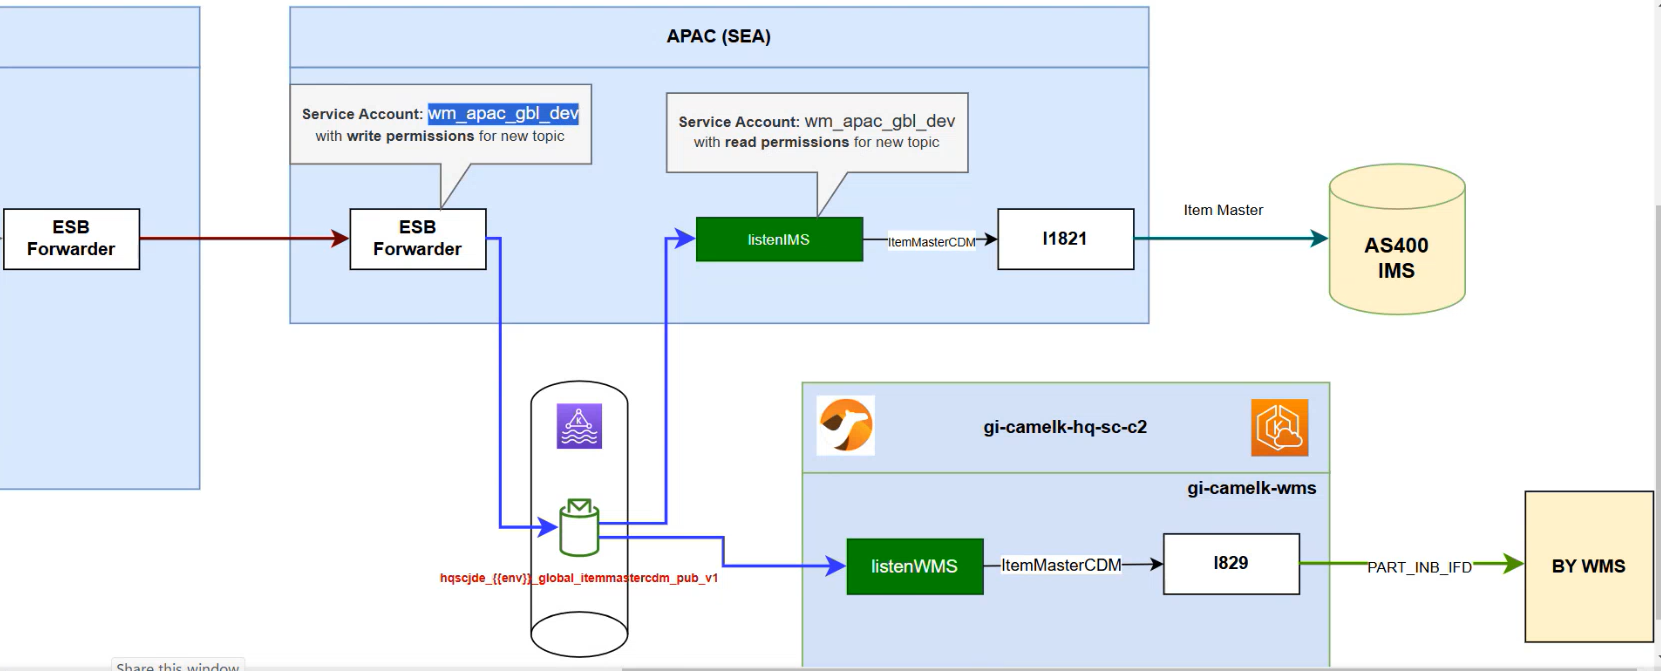 APAC (SEA)
Service Account: wm_apac_gbl_dev
with write permissions for new topic
Service Account: wm_apac_gbl_dev
with read permissions for new topic
ESB
Forwarder
ESB
Forwarder
listenIMS
ItemMasterCDM
I1821
Item Master
AS400
IMS
gi-camelk-hq-sc-c2
gi-camelk-wms
hqscjde_{{env}}_global_itemmastercdm_pub_v1
listenWMS
ItemMasterCDM
I829
PART_INB_IFD
BY WMS
Share this window